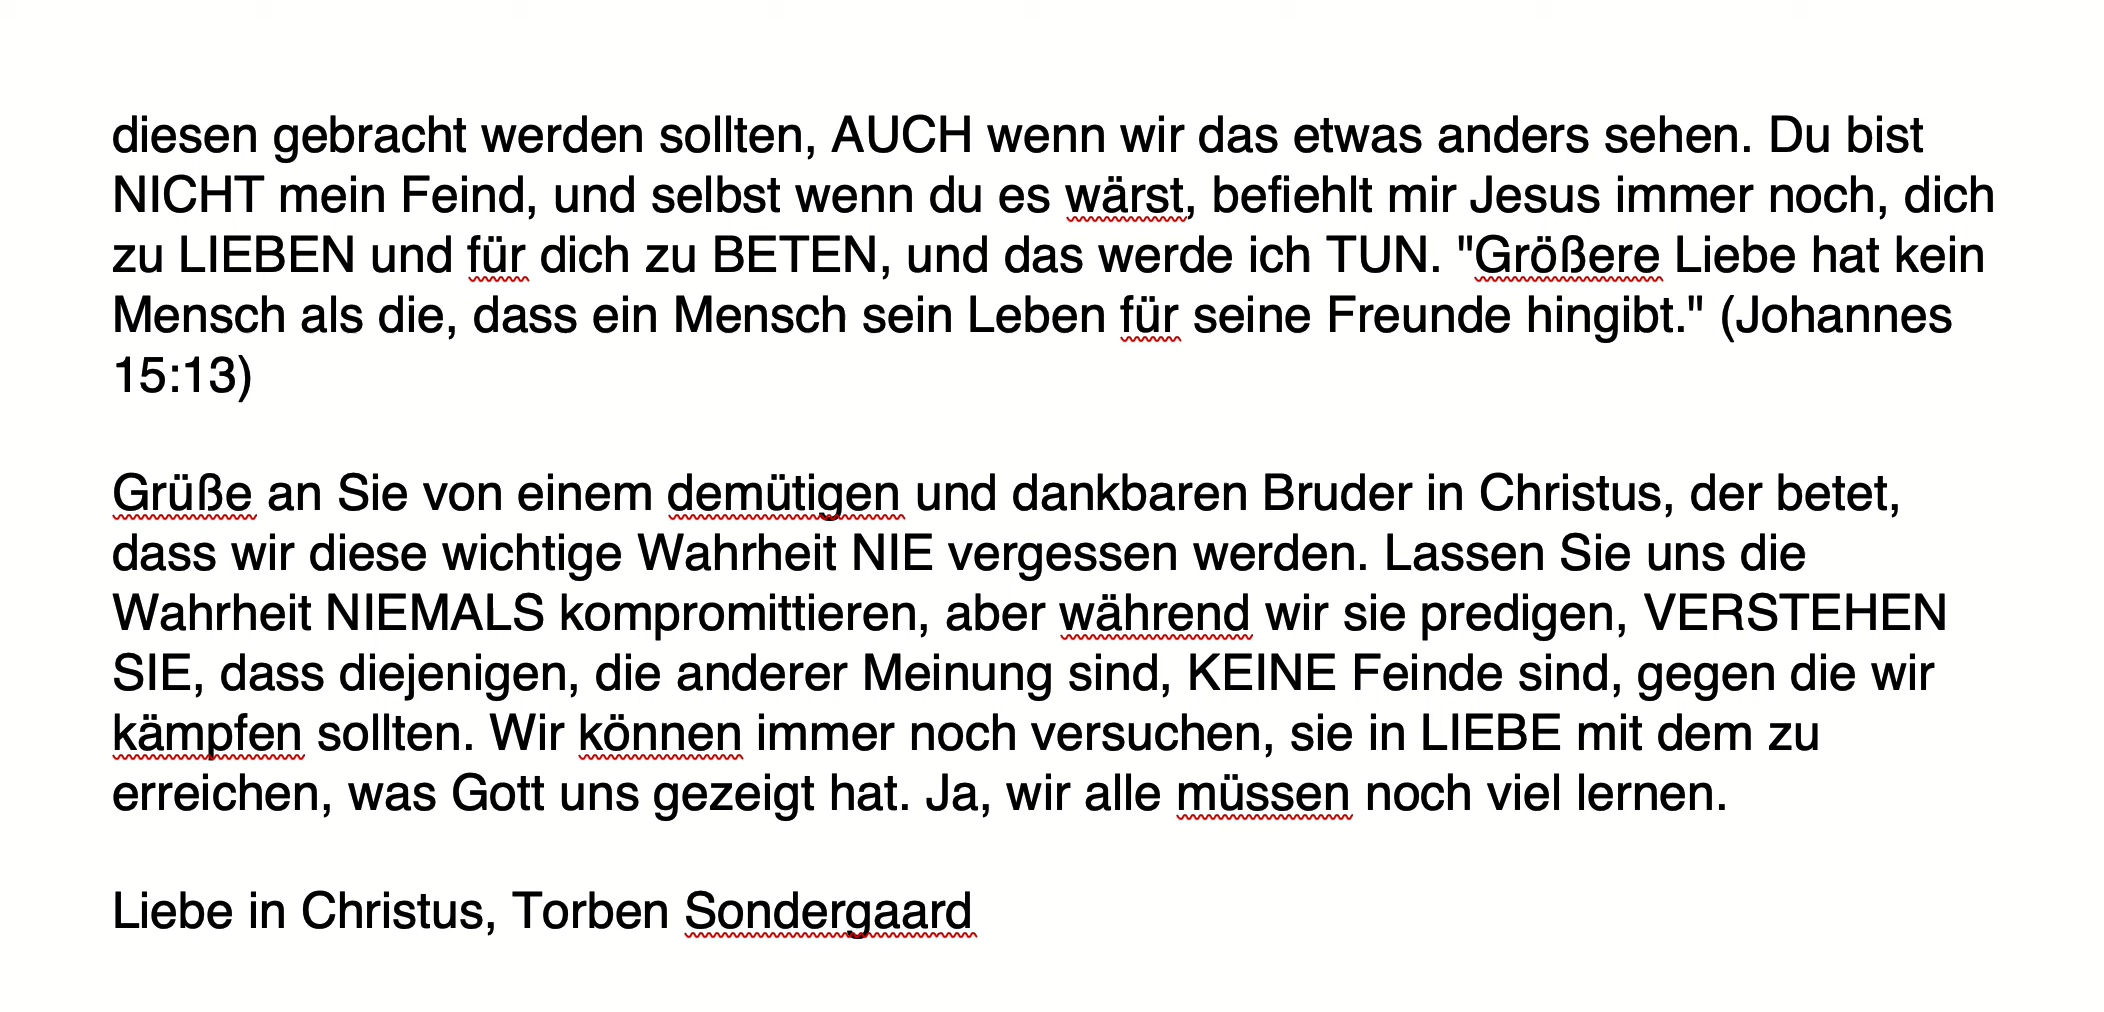 diesen gebracht werden sollten, AUCH wenn wir das etwas anders sehen. Du bist
NICHT mein Feind, und selbst wenn du es wärst, befiehlt mir Jesus immer noch, dich
zu LIEBEN und für dich zu BETEN, und das werde ich TUN. "Größere Liebe hat kein
Mensch als die, dass ein Mensch sein Leben für seine Freunde hingibt." (Johannes
15:13)
Grüße an Sie von einem demütigen und dankbaren Bruder in Christus, der betet,
dass wir diese wichtige Wahrheit NIE vergessen werden. Lassen Sie uns die
Wahrheit NIEMALS kompromittieren, aber während wir sie predigen, VERSTEHEN
SIE, dass diejenigen, die anderer Meinung sind, KEINE Feinde sind, gegen die wir
kämpfen sollten. Wir können immer noch versuchen, sie in LIEBE mit dem zu
erreichen, was Gott uns gezeigt hat. Ja, wir alle müssen noch viel lernen.
Liebe in Christus, Torben Sondergaard